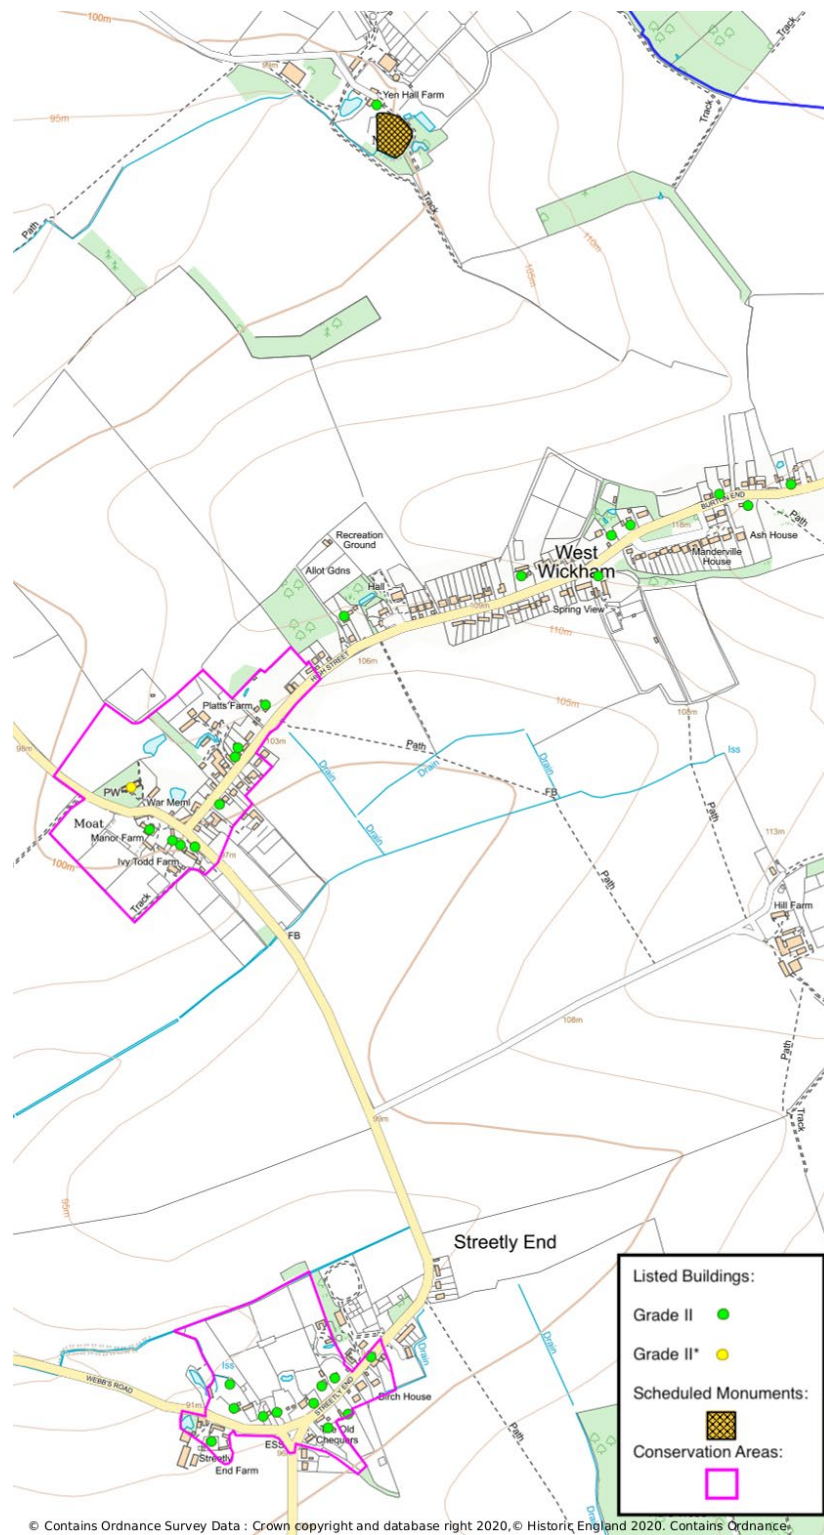 100m
Track
99m
Yen Hall Farm
95m
Track
Path
Track
110m
105m
BURTON END
Path
118m
Ash House
Recreation
Ground
West
Wickham
Manderville
House
Allot Gdns
Hall
109m
Spring View
110m
HIGH STREET
106m
105m
Platts Farm
108m
103m
98m
Path
Iss
Drain
Drain
Drain
PW
War Meml
FB
Moat
Drain
Path
113m
Manor Farm
97m
Ivy Todd Farm
100m
Path
Track
Hill Farm
FB
108m
Path
99m
Track
95m
Streetly End
Listed Buildings:
Grade II
Grade II*
Scheduled Monuments:
Conservation Areas:
Drain
Drain
Iss
WEBB'S ROAD
STREETLY END
Birch House
91m
Path
The Old
Chequers
ESS
Streetly
End Farm
© Contains Ordnance Survey Data : Crown copyright and database right 2020,© Historic England 2020. Contains Ordnance